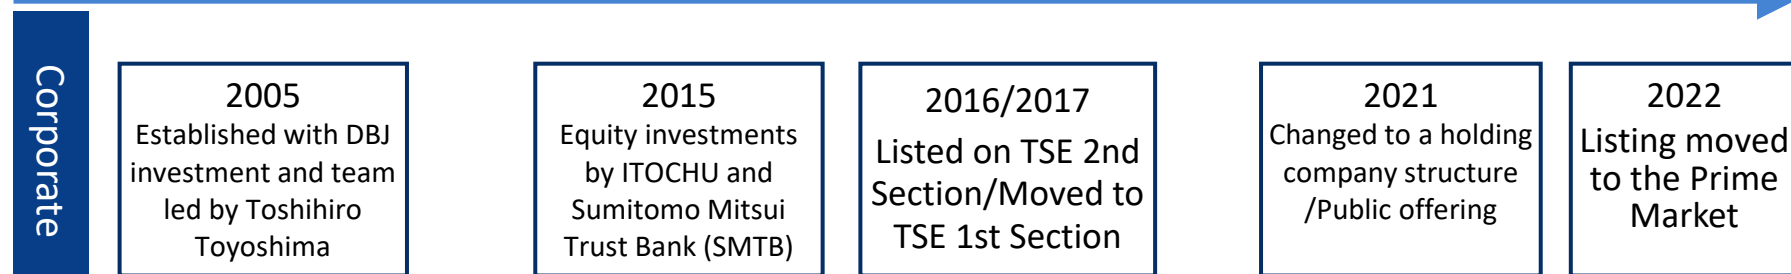 Corporate
2005
Established with DBJ
investment and team
led by Toshihiro
Toyoshima
2015
Equity investments
by ITOCHU and
Sumitomo Mitsui
Trust Bank (SMTB)
2016/2017
Listed on TSE 2nd
Section/Moved to
TSE 1st Section
2021
Changed to a holding
company structure
/Public offering
2022
Listing moved
to the Prime
Market